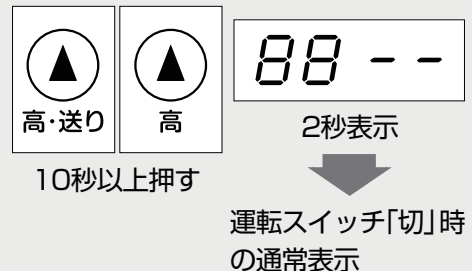 高・送り
高
10秒以上押す
88 - -
2秒表示
運転スイッチ「切」時
の通常表示